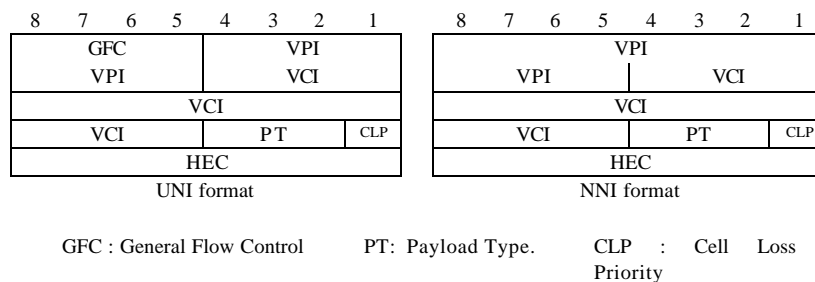 8 7 6 5 4 3 2 1
GFC VPI
VPI VCI
VCI
VCI PT CLP
HEC
UNI format
8 7 6 5 4 3 2 1
VPI
VPI VCI
VCI
VCI PT CLP
HEC
NNI format
GFC : General Flow Control PT: Payload Type. CLP : Cell Loss
Priority